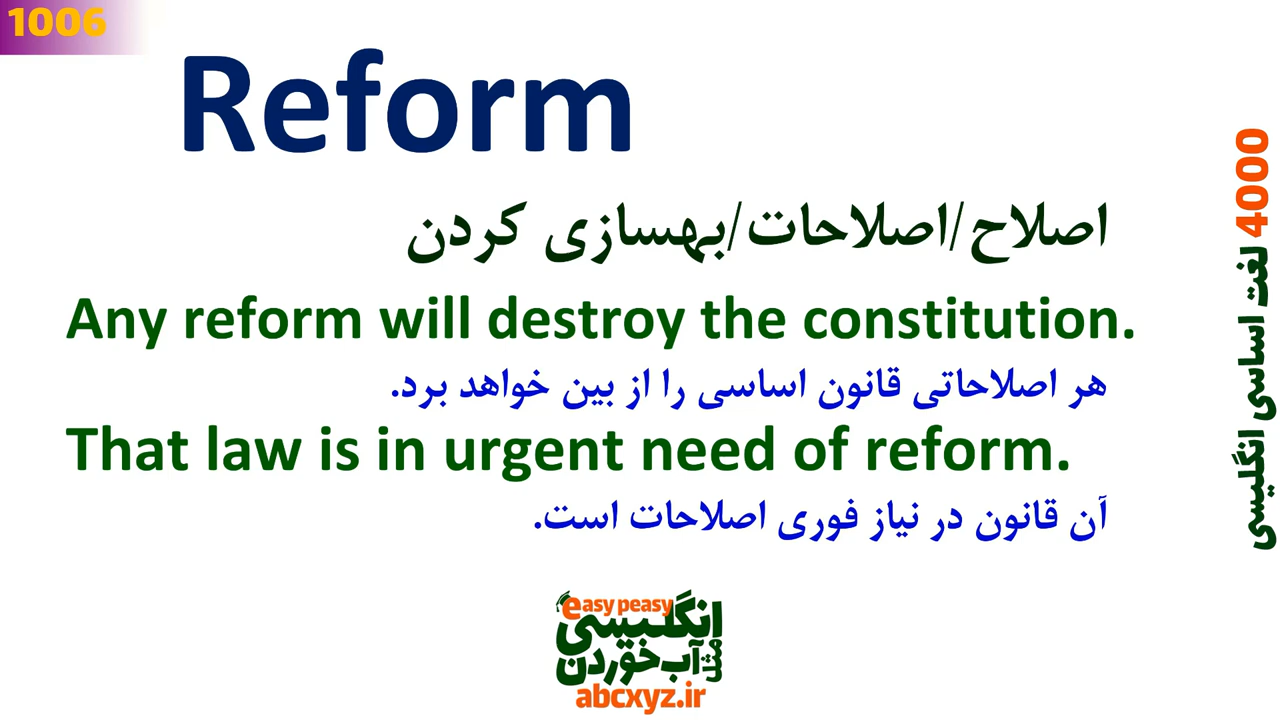 1006
Reform
اصلاح/اصلاحات/بهسازی کردن
Any reform will destroy the constitution.
هر اصلاحاتی قانون اساسی را از بین خواهد برد.
That law is in urgent need of reform.
آن قانون در نیاز فوری اصلاحات است.
4000 لغت اساسی انگلیسی
easy peasy
انگلیسی
مثل آب خوردن
abcxyz.ir